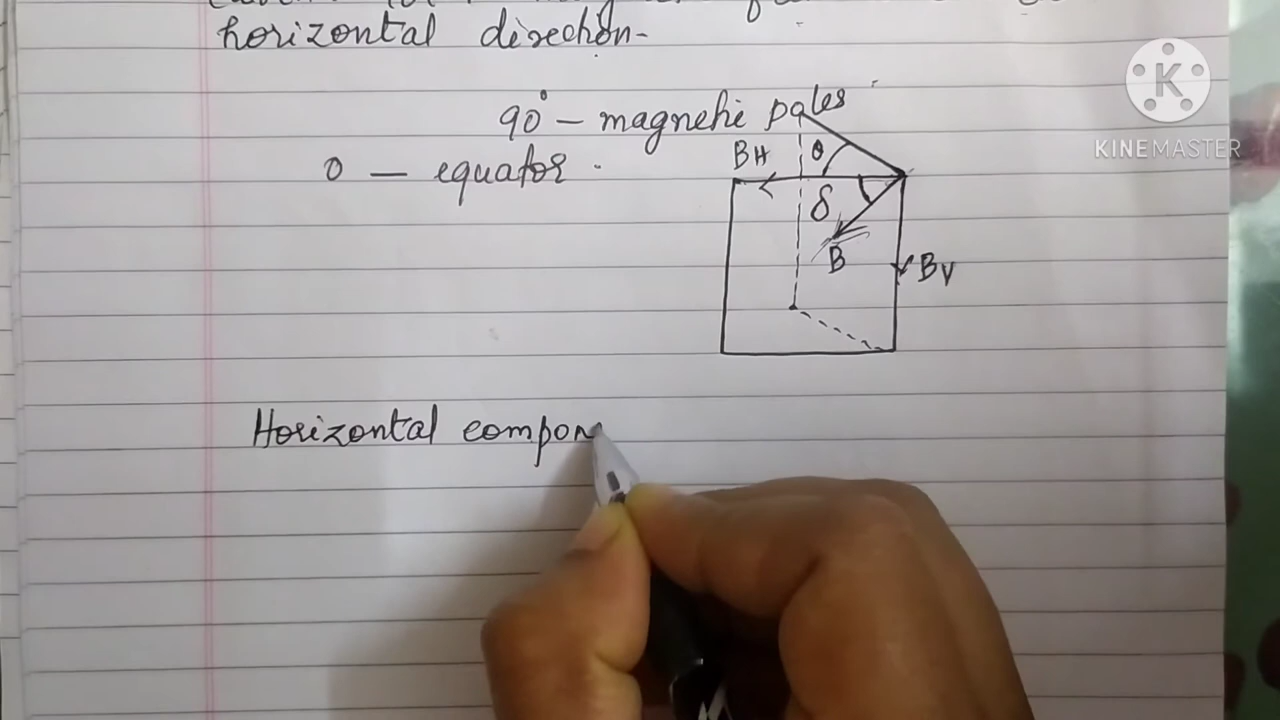 horizontal direction-
90° - magnetic poles
0 - equator.
BH
θ
δ
B
BV
Horizontal compon
K
KINEMASTER